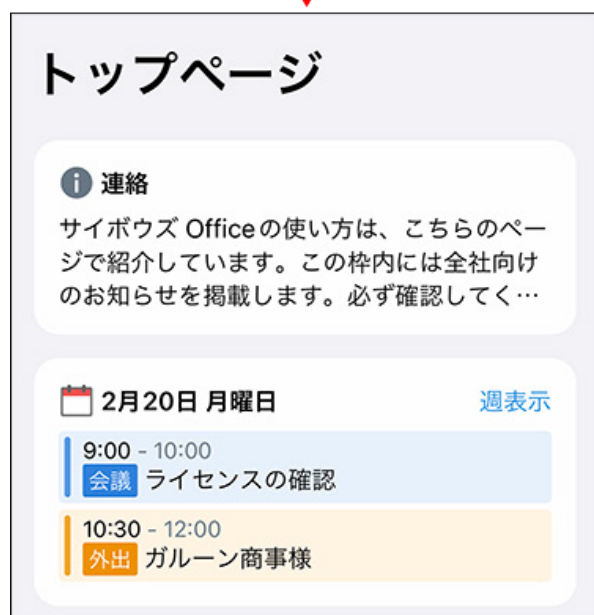 トップページ
連絡
サイボウズ Officeの使い方は、こちらのペー
ジで紹介しています。この枠内には全社向け
のお知らせを掲載します。必ず確認してく…
2月20日 月曜日 週表示
9:00 - 10:00
会議 ライセンスの確認
10:30 - 12:00
外出 ガルーン商事様